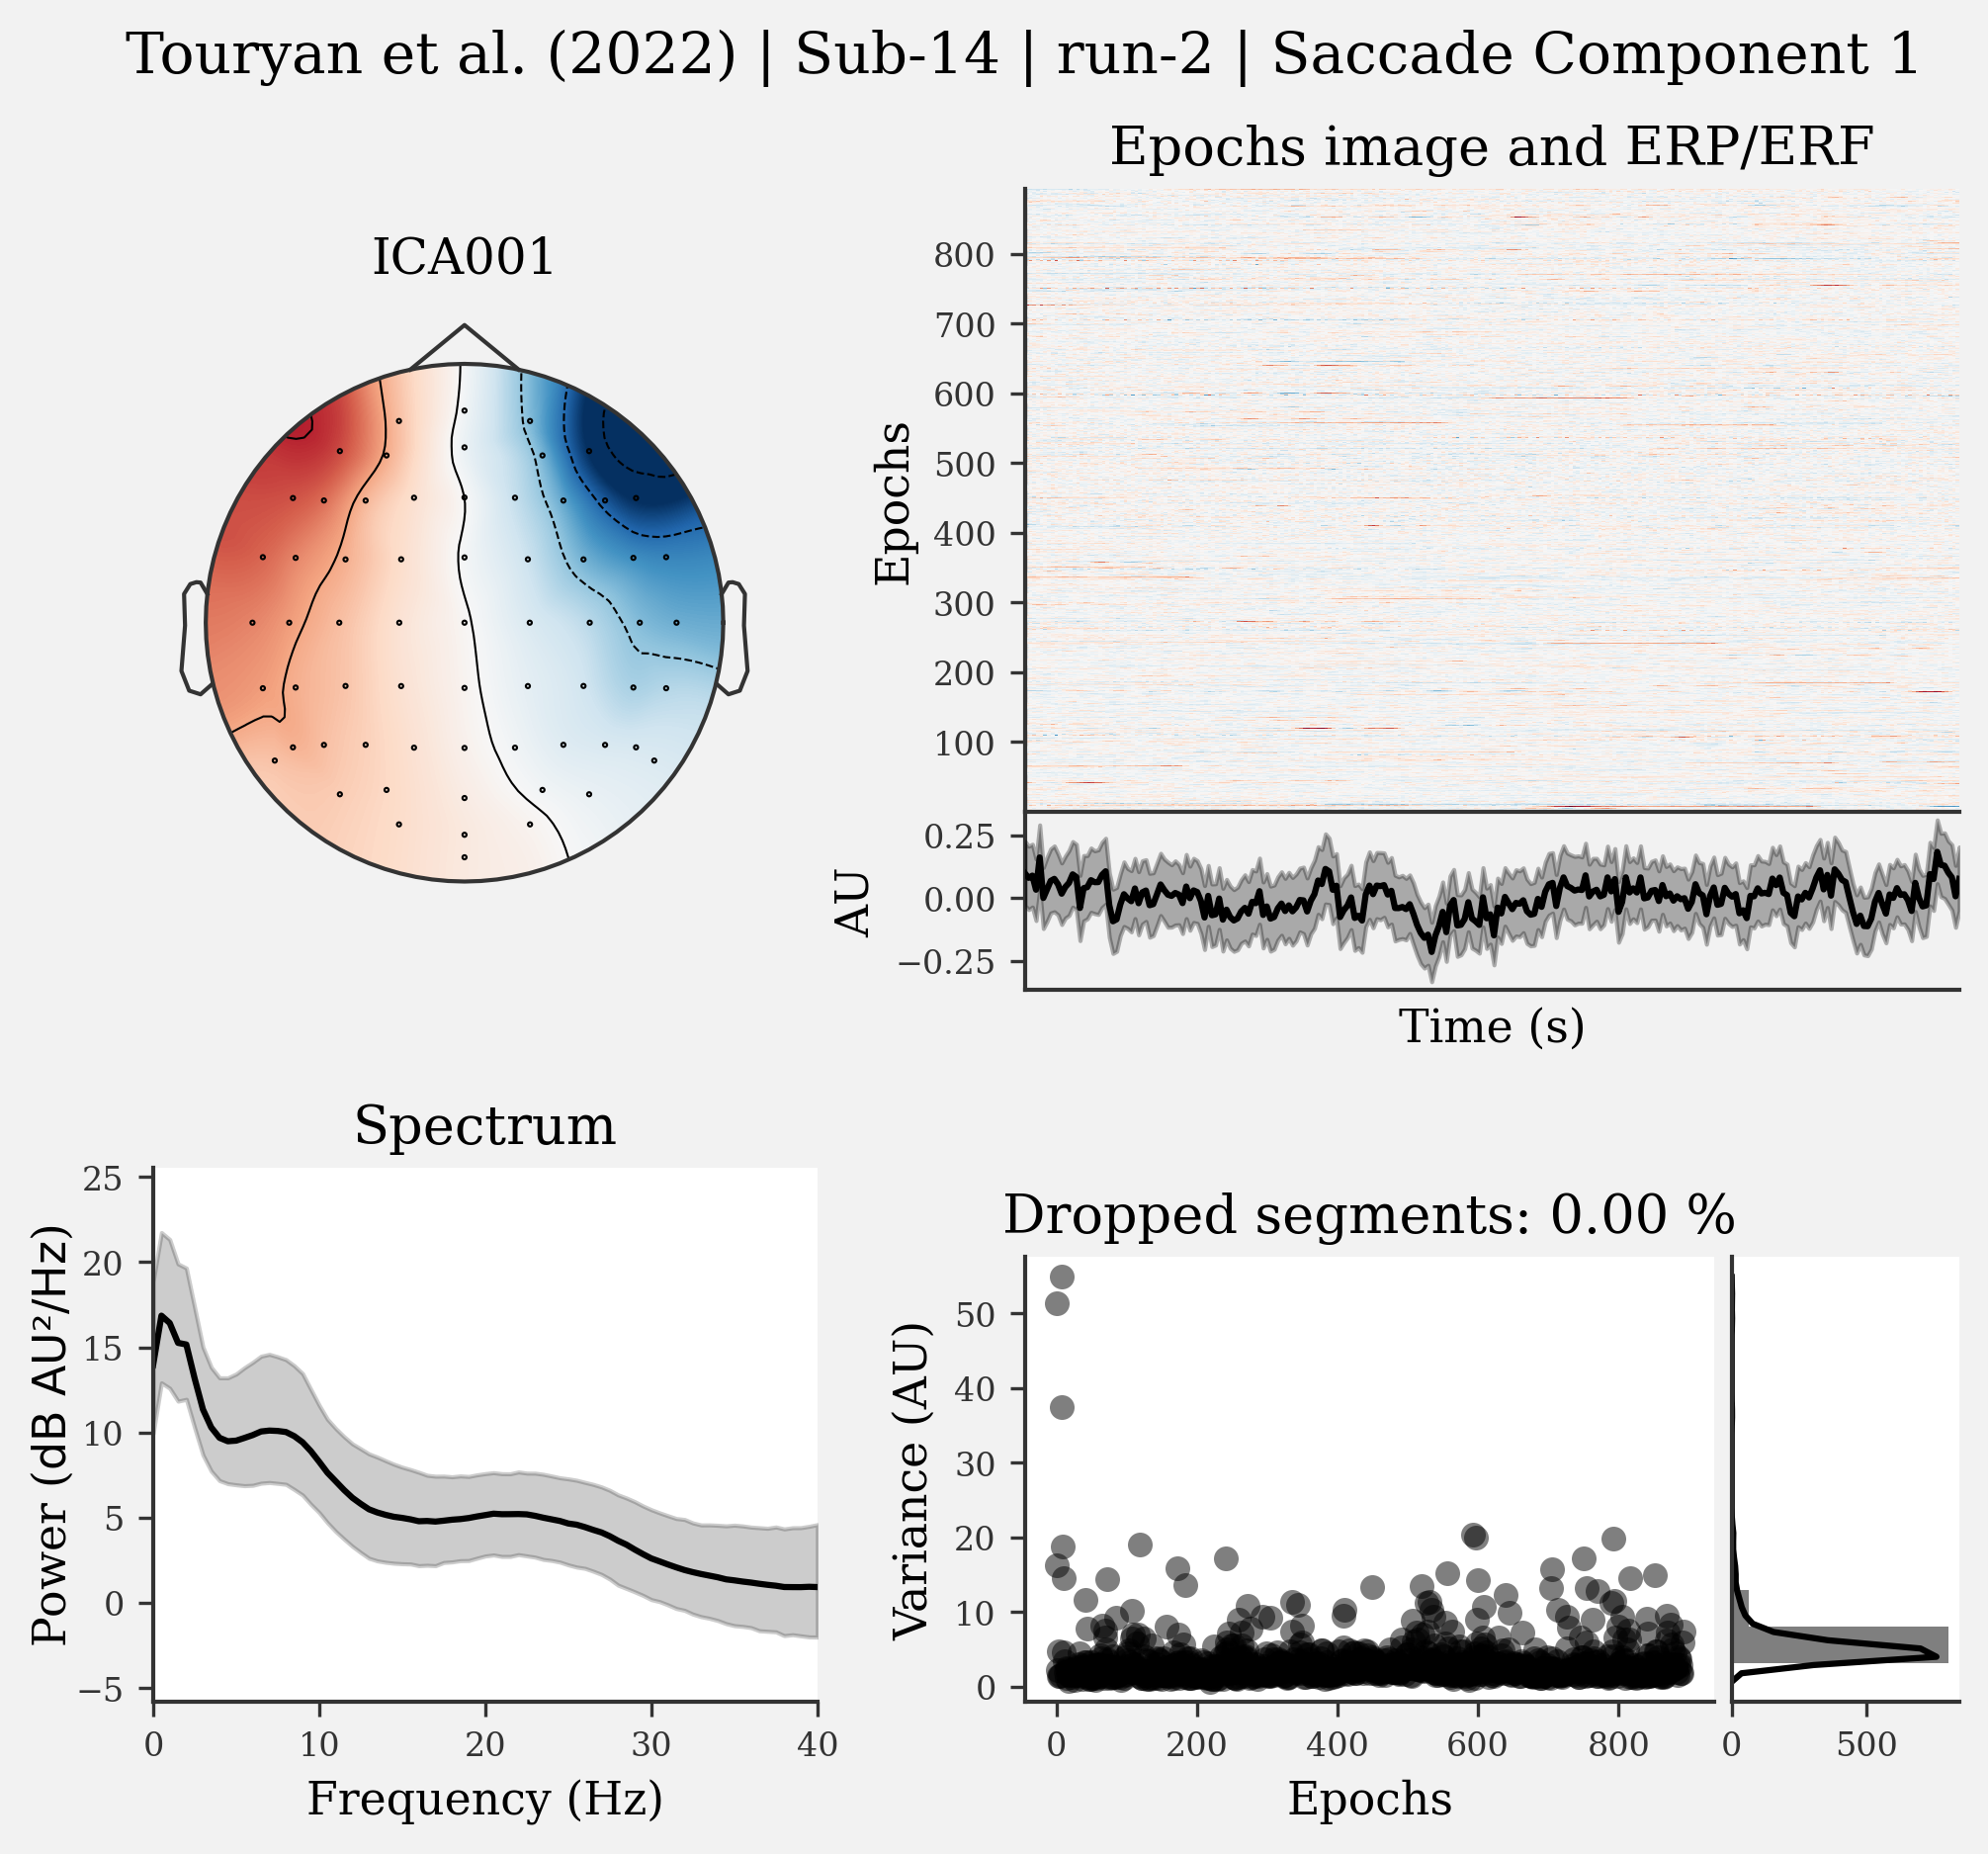 Touryan et al. (2022) | Sub-14 | run-2 | Saccade Component 1
ICA001
Epochs image and ERP/ERF
Epochs
800
700
600
500
400
300
200
100
AU
0.25
0.00
−0.25
Time (s)
Spectrum
Power (dB AU²/Hz)
25
20
15
10
5
0
−5
0 10 20 30 40
Frequency (Hz)
Dropped segments: 0.00 %
Variance (AU)
50
40
30
20
10
0
0 200 400 600 800
Epochs
0 500